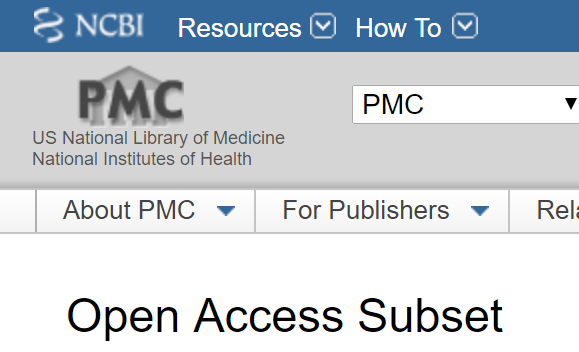 NCBI Resources How To
PMC
PMC
US National Library of Medicine
National Institutes of Health
About PMC For Publishers
Open Access Subset